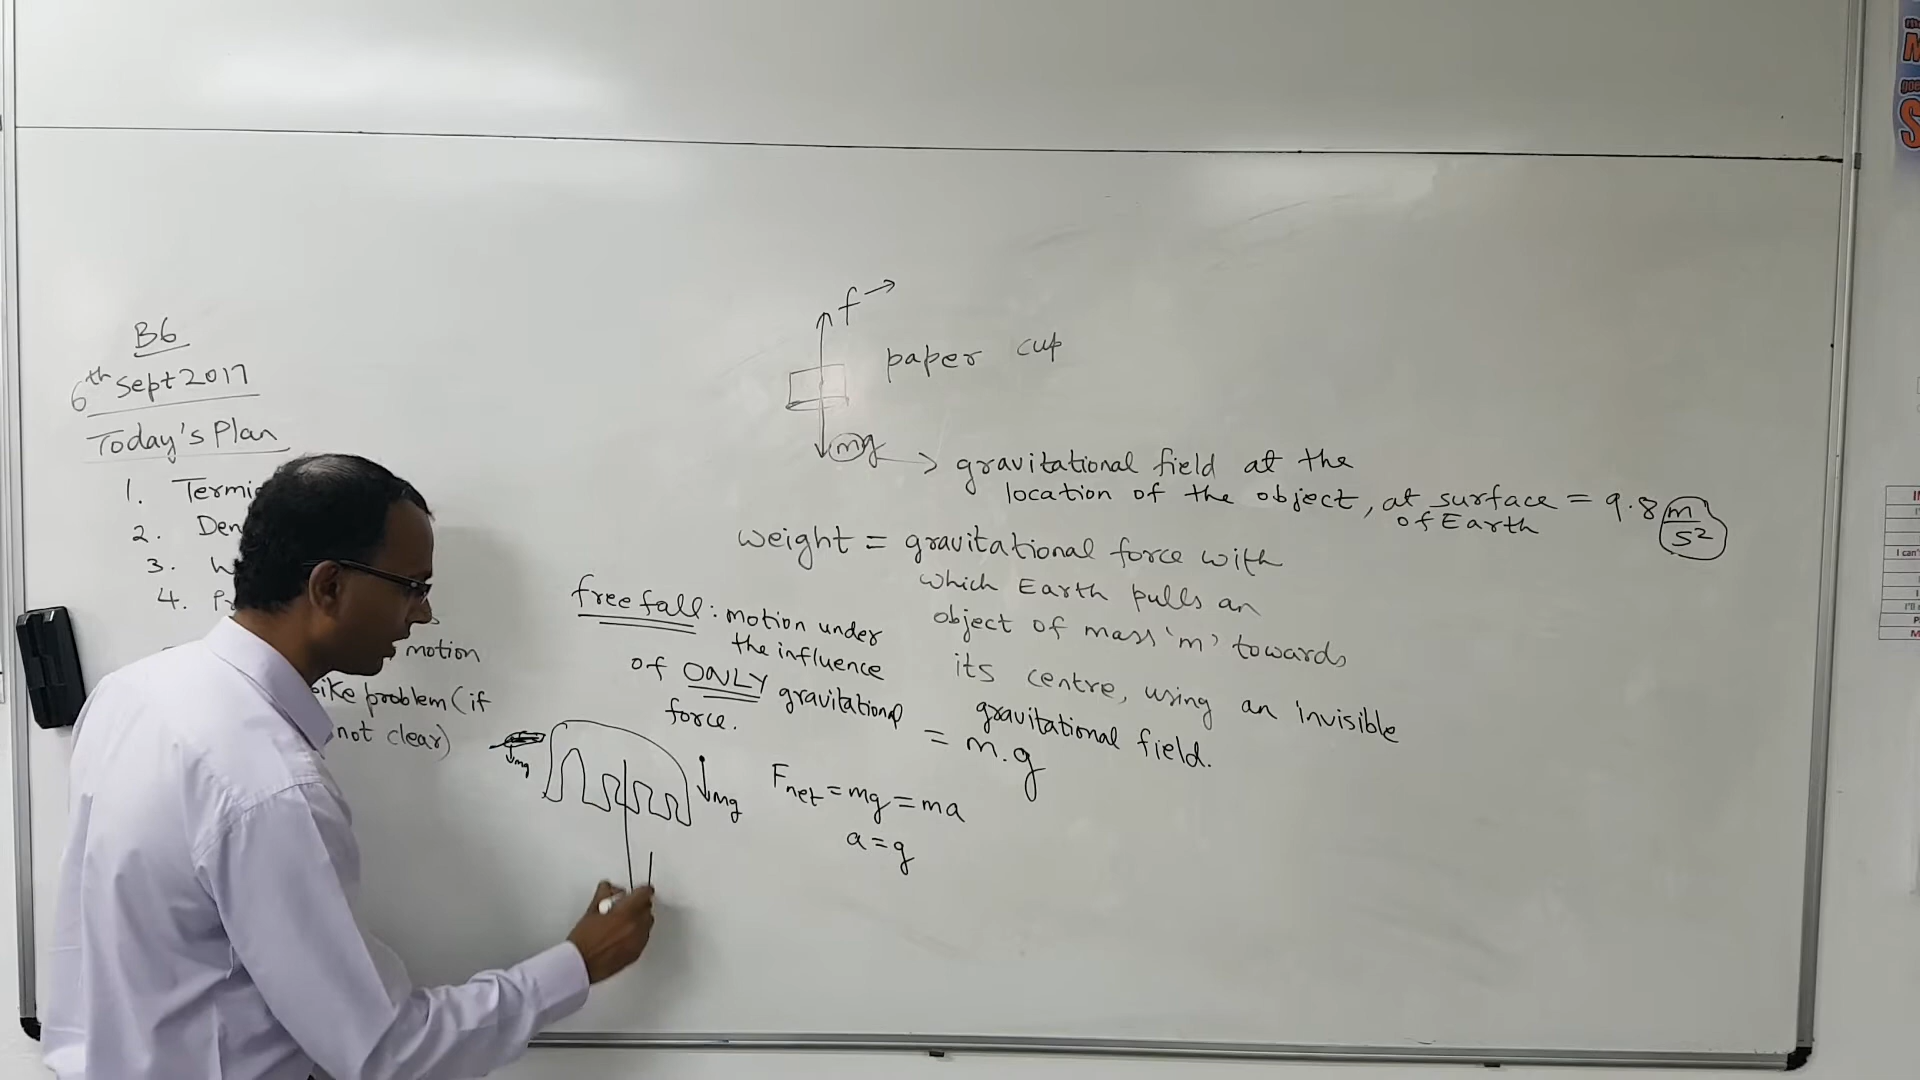 B6
6th Sept 2017
Today's Plan
1.
2.
3.
4.
motion
problem (if
not clear)
f
paper cup
mg
gravitational field at the
location of the object, at surface = 9.8 m/s²
of Earth
weight = gravitational force with
which Earth pulls an
object of mass 'm' towards
its centre, using an invisible
gravitational field.
= m.g
free fall: motion under
the influence
of ONLY gravitational
force.
mg
mg
Fnet = mg = ma
a = g
I can't